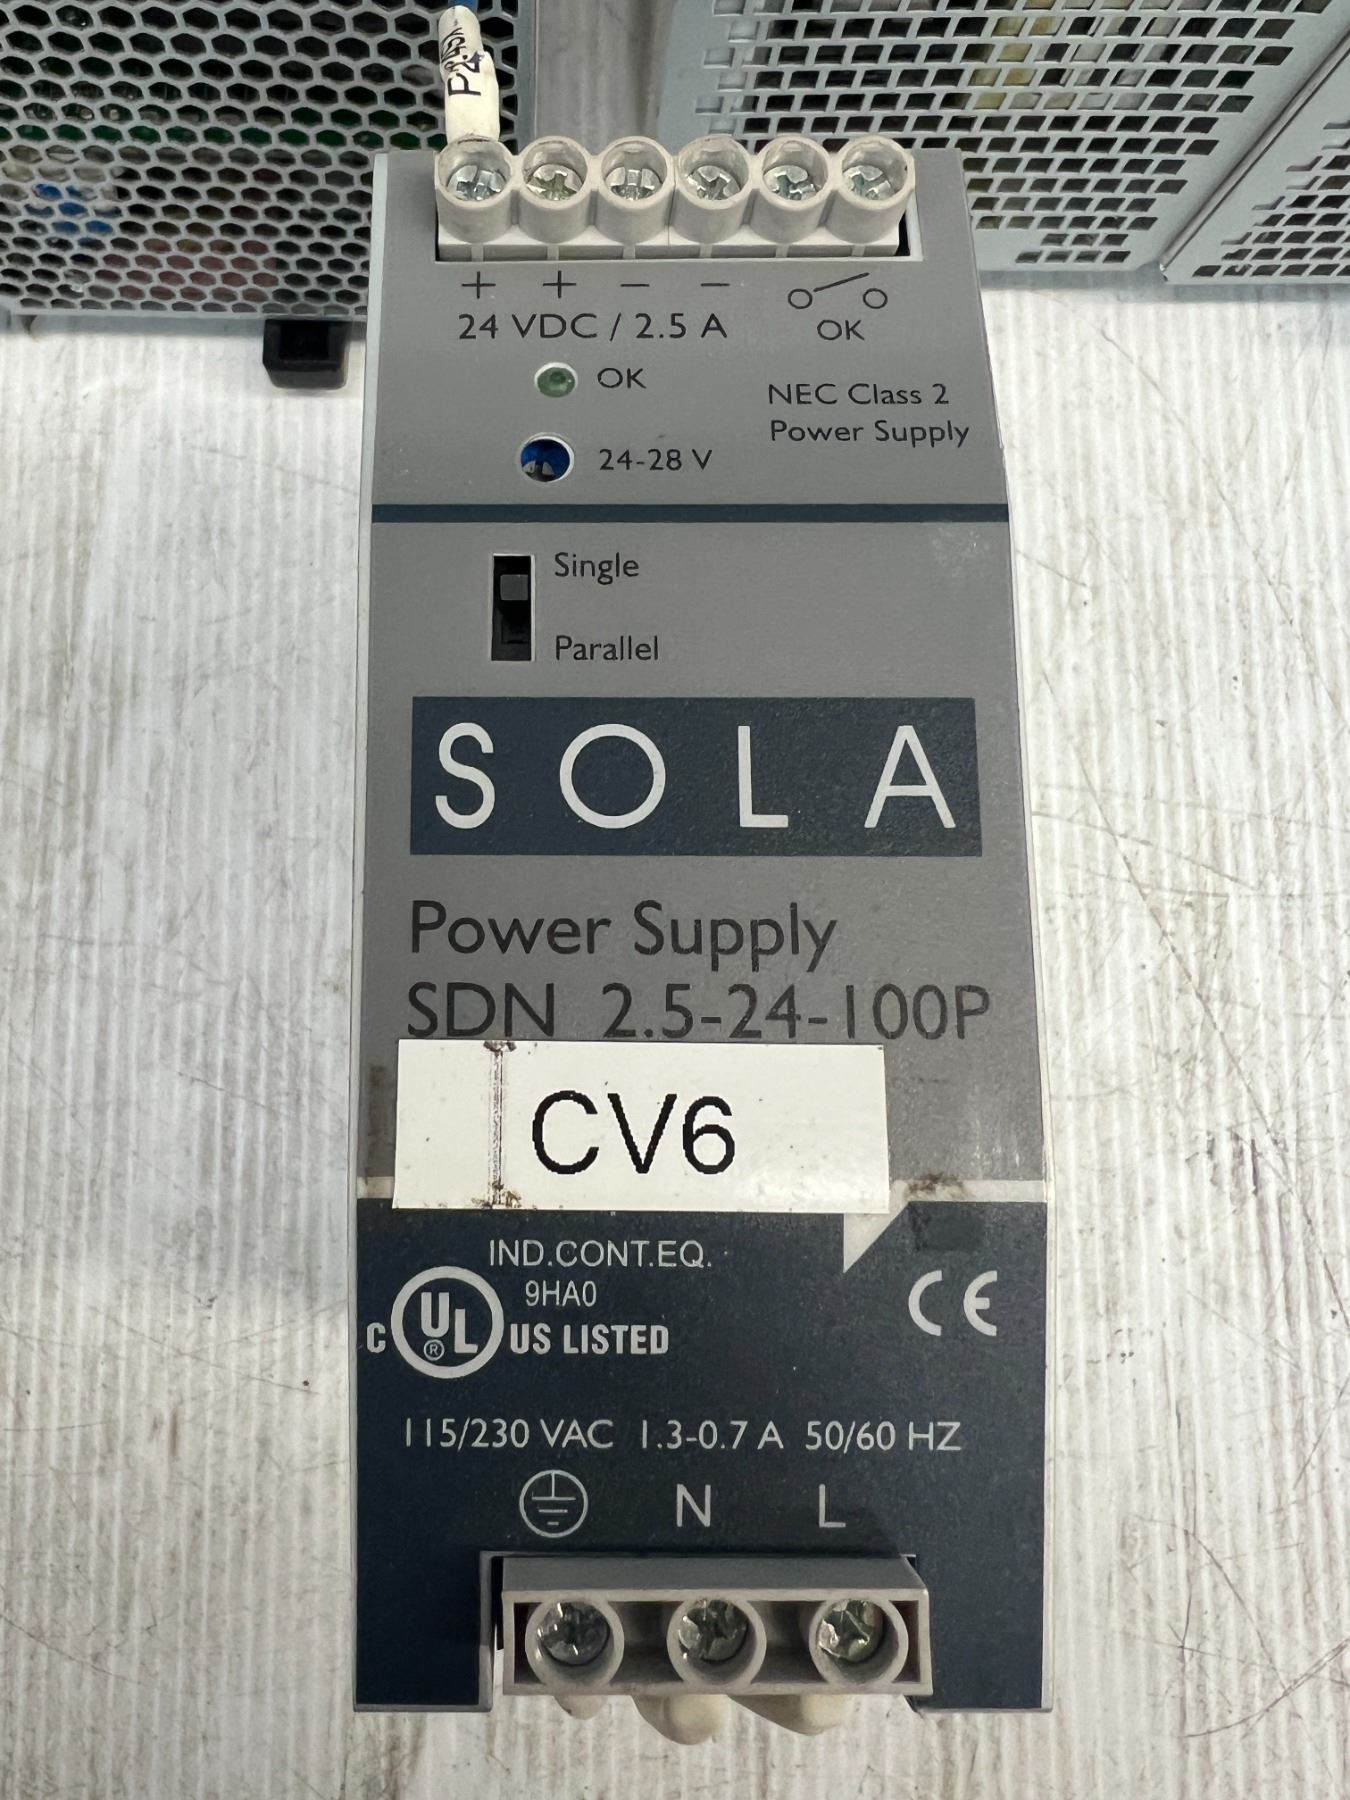 + + − −
24 VDC / 2.5 A
OK
OK
NEC Class 2
Power Supply
24-28 V
Single
Parallel
SOLA
Power Supply
SDN 2.5-24-100P
CV6
IND.CONT.EQ.
9HA0
C UL ® US LISTED
CE
115/230 VAC 1.3-0.7 A 50/60 HZ
N L